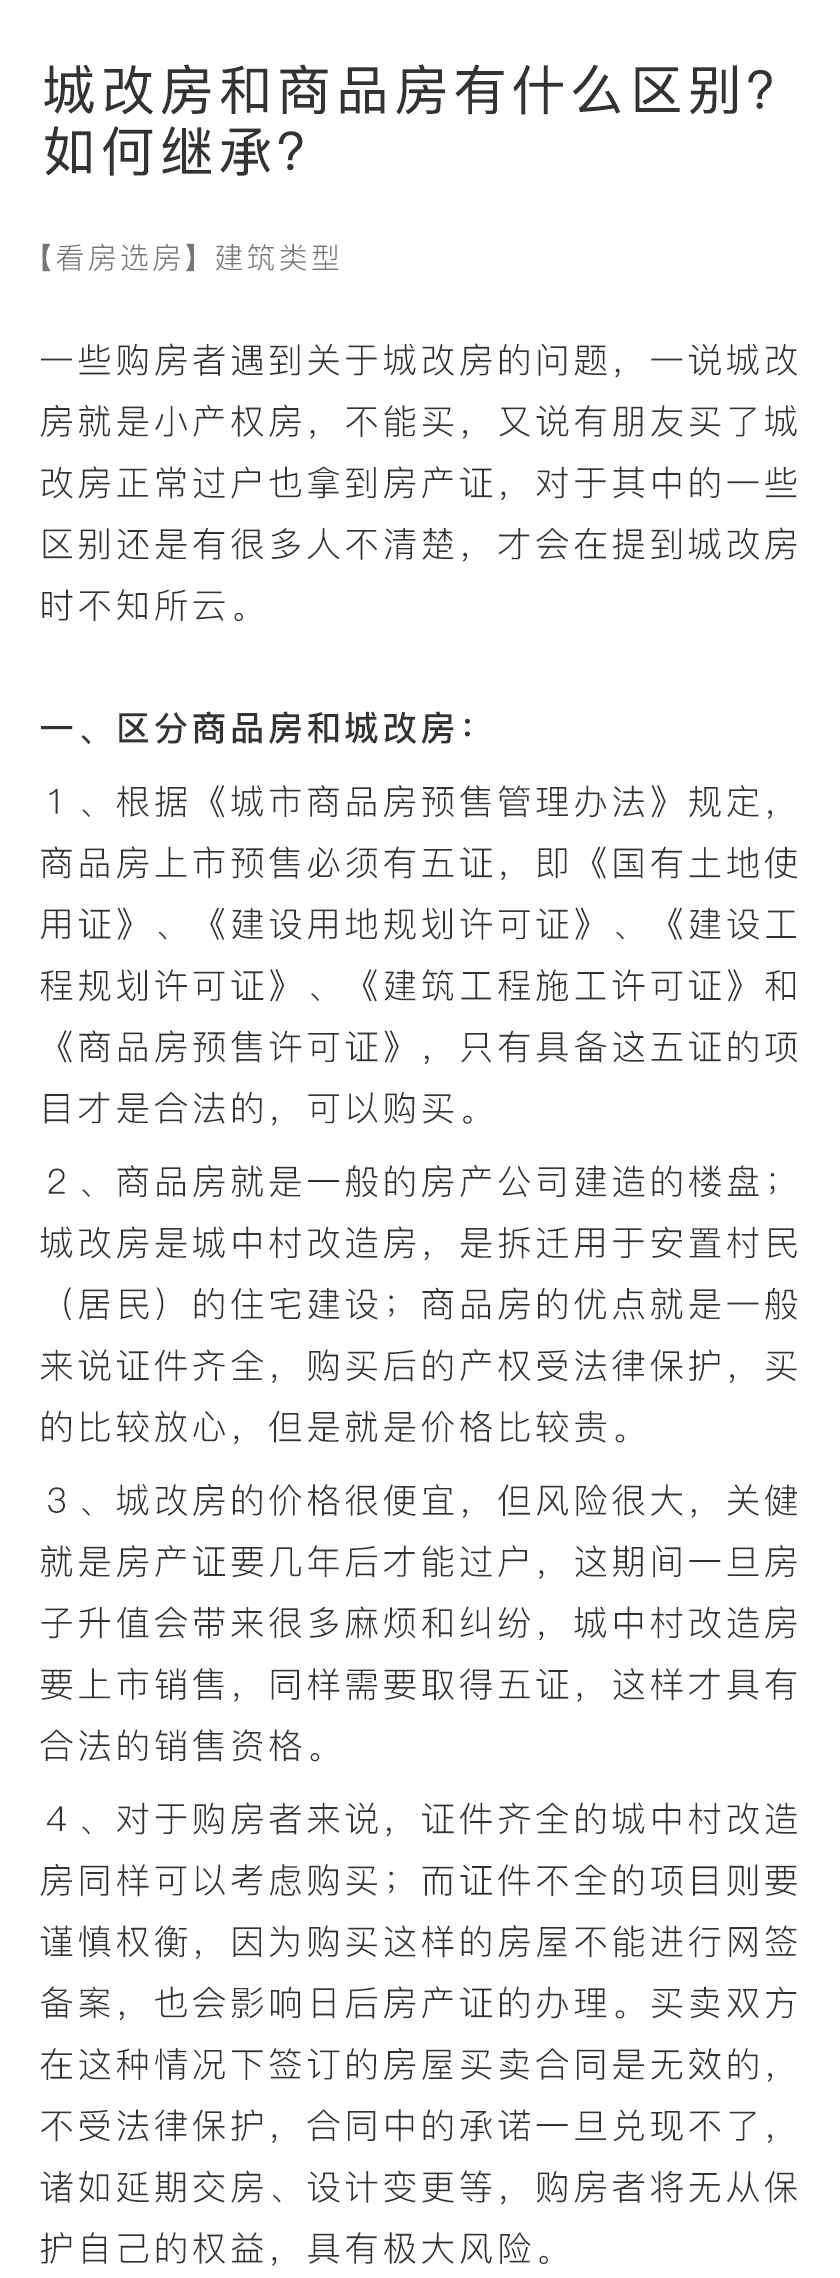 城改房和商品房有什么区别？
如何继承？
【看房选房】建筑类型
一些购房者遇到关于城改房的问题，一说城改
房就是小产权房，不能买，又说有朋友买了城
改房正常过户也拿到房产证，对于其中的一些
区别还是有很多人不清楚，才会在提到城改房
时不知所云。
一、区分商品房和城改房：
1、根据《城市商品房预售管理办法》规定，
商品房上市预售必须有五证，即《国有土地使
用证》、《建设用地规划许可证》、《建设工
程规划许可证》、《建筑工程施工许可证》和
《商品房预售许可证》，只有具备这五证的项
目才是合法的，可以购买。
2、商品房就是一般的房产公司建造的楼盘；
城改房是城中村改造房，是拆迁用于安置村民
（居民）的住宅建设；商品房的优点就是一般
来说证件齐全，购买后的产权受法律保护，买
的比较放心，但是就是价格比较贵。
3、城改房的价格很便宜，但风险很大，关健
就是房产证要几年后才能过户，这期间一旦房
子升值会带来很多麻烦和纠纷，城中村改造房
要上市销售，同样需要取得五证，这样才具有
合法的销售资格。
4、对于购房者来说，证件齐全的城中村改造
房同样可以考虑购买；而证件不全的项目则要
谨慎权衡，因为购买这样的房屋不能进行网签
备案，也会影响日后房产证的办理。买卖双方
在这种情况下签订的房屋买卖合同是无效的，
不受法律保护，合同中的承诺一旦兑现不了，
诸如延期交房、设计变更等，购房者将无从保
护自己的权益，具有极大风险。